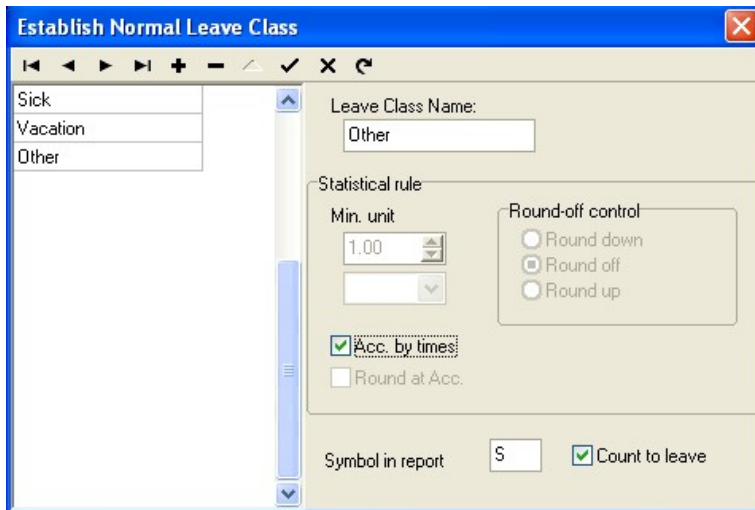 Establish Normal Leave Class
Sick
Vacation
Other
Leave Class Name:
Other
Statistical rule
Min. unit
1.00
Round-off control
Round down
Round off
Round up
Acc. by times
Round at Acc.
Symbol in report
S
Count to leave